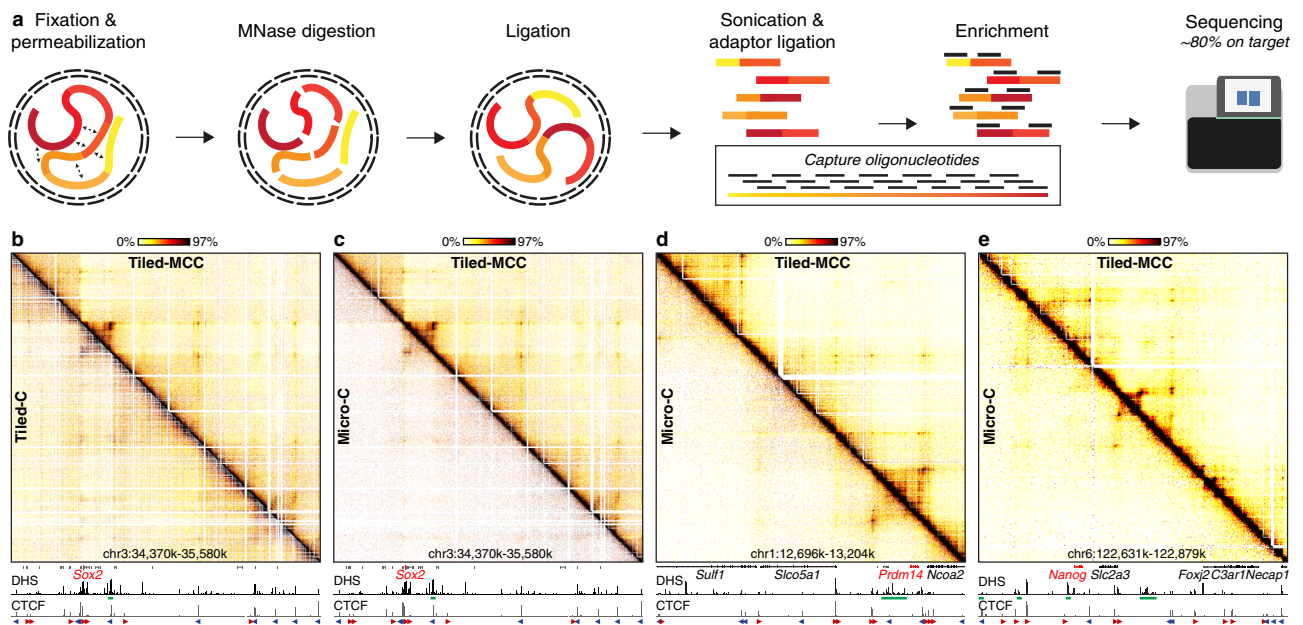 a
Fixation &
permeabilization
MNase digestion
Ligation
Sonication &
adaptor ligation
Enrichment
Sequencing
~80% on target
Capture oligonucleotides
b
0%
97%
Tiled-MCC
Tiled-C
chr3:34,370k-35,580k
Sox2
DHS
CTCF
c
0%
97%
Tiled-MCC
Micro-C
chr3:34,370k-35,580k
Sox2
DHS
CTCF
d
0%
97%
Tiled-MCC
Micro-C
chr1:12,696k-13,204k
Sulf1 Slco5a1 Prdm14 Ncoa2
DHS
CTCF
e
0%
97%
Tiled-MCC
Micro-C
chr6:122,631k-122,879k
Nanog Slc2a3 Foxj2 C3ar1 Necap1
DHS
CTCF